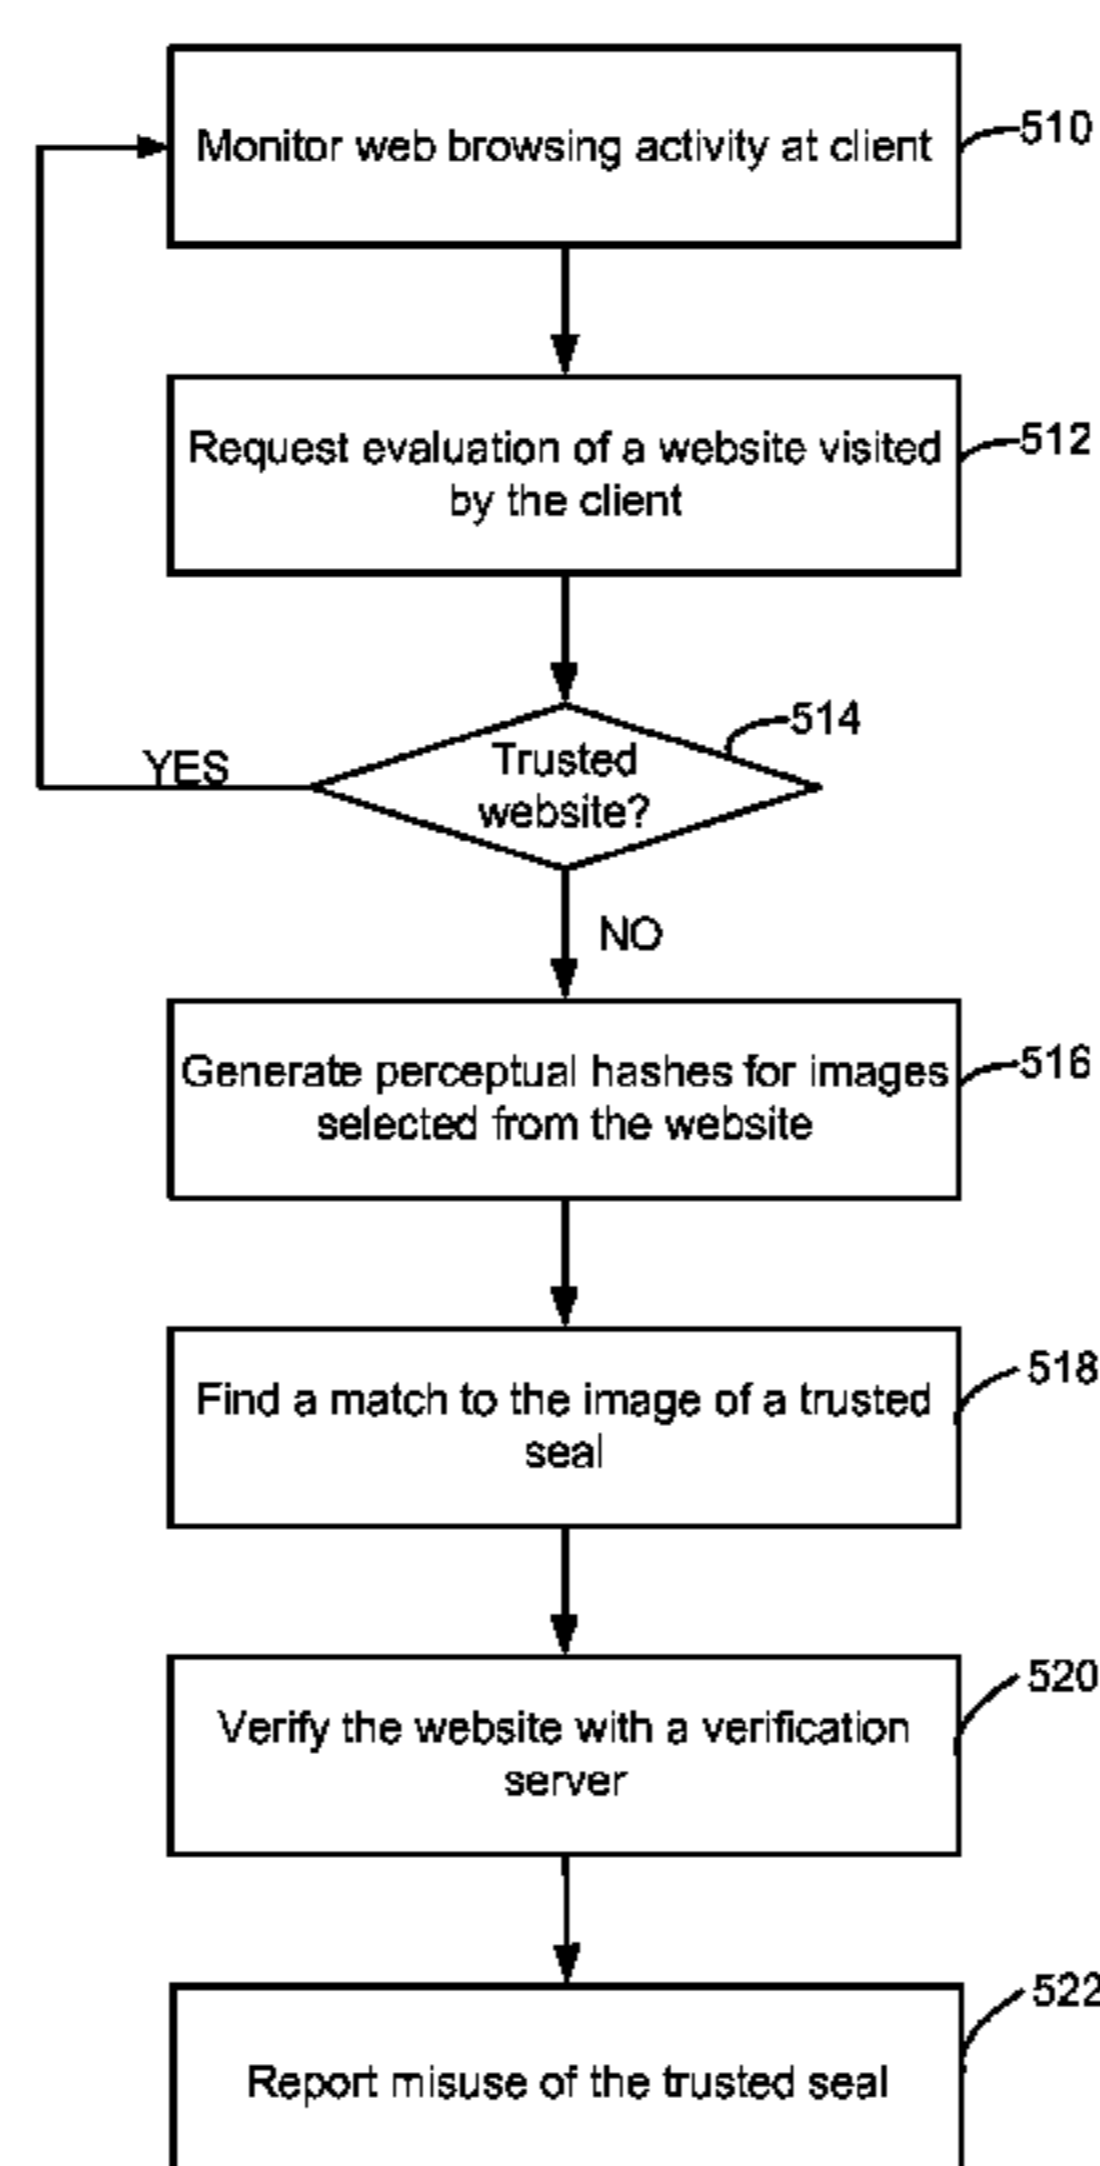 Monitor web browsing activity at client
510
Request evaluation of a website visited
by the client
512
514
Trusted
website?
YES
NO
Generate perceptual hashes for images
selected from the website
516
Find a match to the image of a trusted
seal
518
Verify the website with a verification
server
520
Report misuse of the trusted seal
522